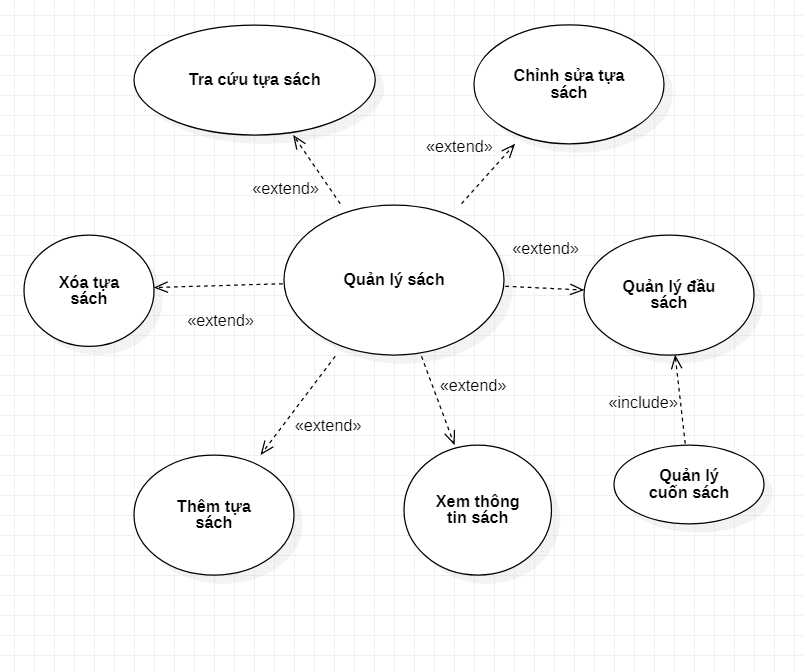 Tra cứu tựa sách
Chỉnh sửa tựa
sách
«extend»
«extend»
«extend»
Xóa tựa
sách
Quản lý sách
Quản lý đầu
sách
«extend»
«extend»
«include»
«extend»
Thêm tựa
sách
Xem thông
tin sách
Quản lý
cuốn sách